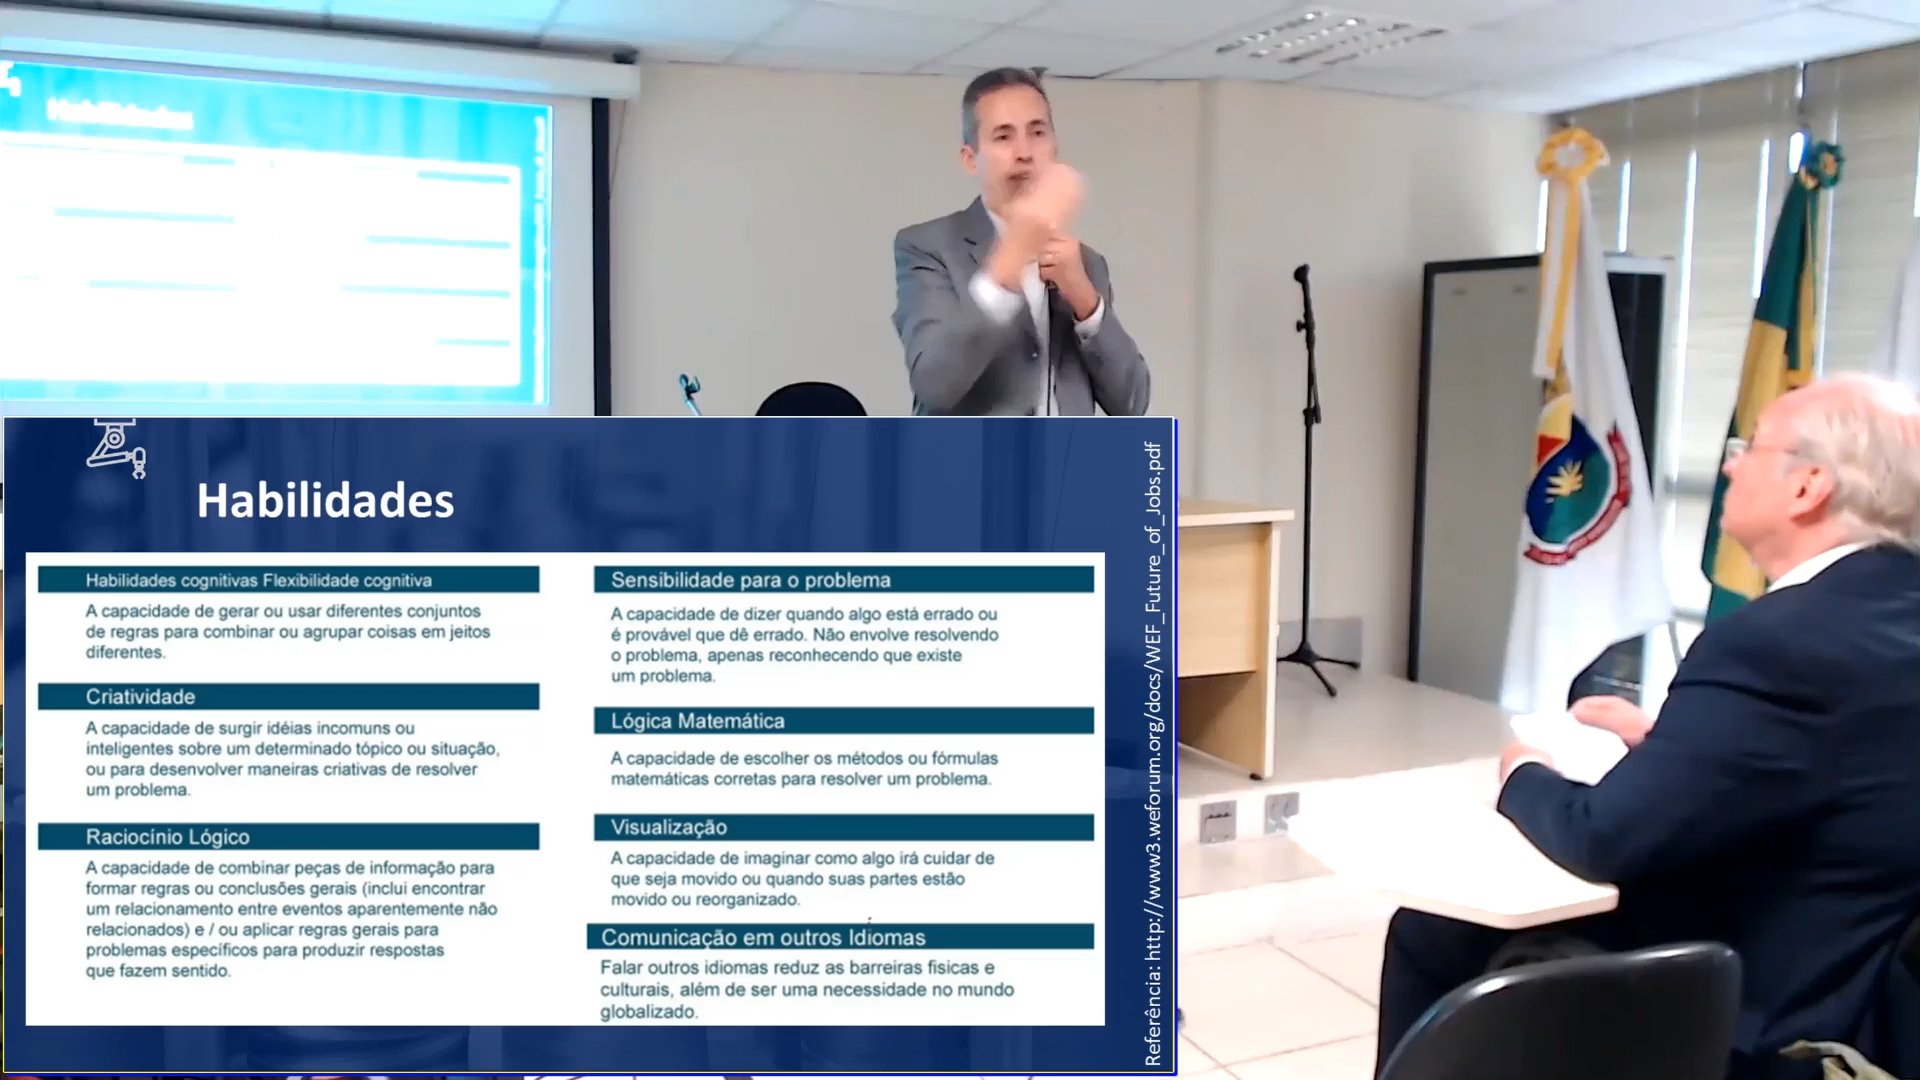 Habilidades
Habilidades
Habilidades cognitivas Flexibilidade cognitiva
A capacidade de gerar ou usar diferentes conjuntos
de regras para combinar ou agrupar coisas em jeitos
diferentes.
Criatividade
A capacidade de surgir idéias incomuns ou
inteligentes sobre um determinado tópico ou situação,
ou para desenvolver maneiras criativas de resolver
um problema.
Raciocínio Lógico
A capacidade de combinar peças de informação para
formar regras ou conclusões gerais (inclui encontrar
um relacionamento entre eventos aparentemente não
relacionados) e / ou aplicar regras gerais para
problemas específicos para produzir respostas
que fazem sentido.
Sensibilidade para o problema
A capacidade de dizer quando algo está errado ou
é provável que dê errado. Não envolve resolvendo
o problema, apenas reconhecendo que existe
um problema.
Lógica Matemática
A capacidade de escolher os métodos ou fórmulas
matemáticas corretas para resolver um problema.
Visualização
A capacidade de imaginar como algo irá cuidar de
que seja movido ou quando suas partes estão
movido ou reorganizado.
Comunicação em outros Idiomas
Falar outros idiomas reduz as barreiras fisicas e
culturais, além de ser uma necessidade no mundo
globalizado.
Referência: http://www3.weforum.org/docs/WEF_Future_of_Jobs.pdf